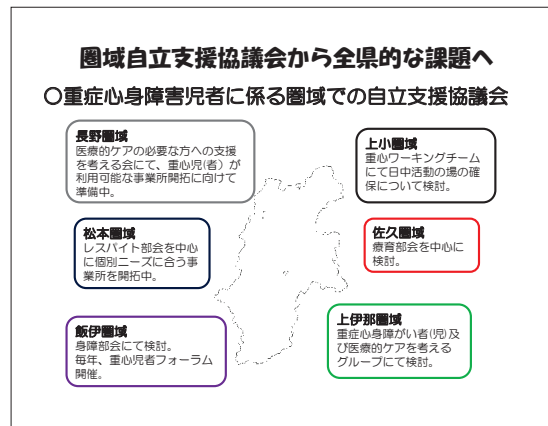 圏域自立支援協議会から全県的な課題へ
〇重症心身障害児者に係る圏域での自立支援協議会
長野圏域
医療的ケアの必要な方への支援
を考える会にて、重心児(者)が
利用可能な事業所開拓に向けて
準備中。
上小圏域
重心ワーキングチーム
にて日中活動の場の確
保について検討。
松本圏域
レスパイト部会を中心
に個別ニーズに合う事
業所を開拓中。
佐久圏域
療育部会を中心に
検討。
飯伊圏域
身障部会にて検討。
毎年、重心児者フォーラム
開催。
上伊那圏域
重症心身障がい者(児)及
び医療的ケアを考える
グループにて検討。